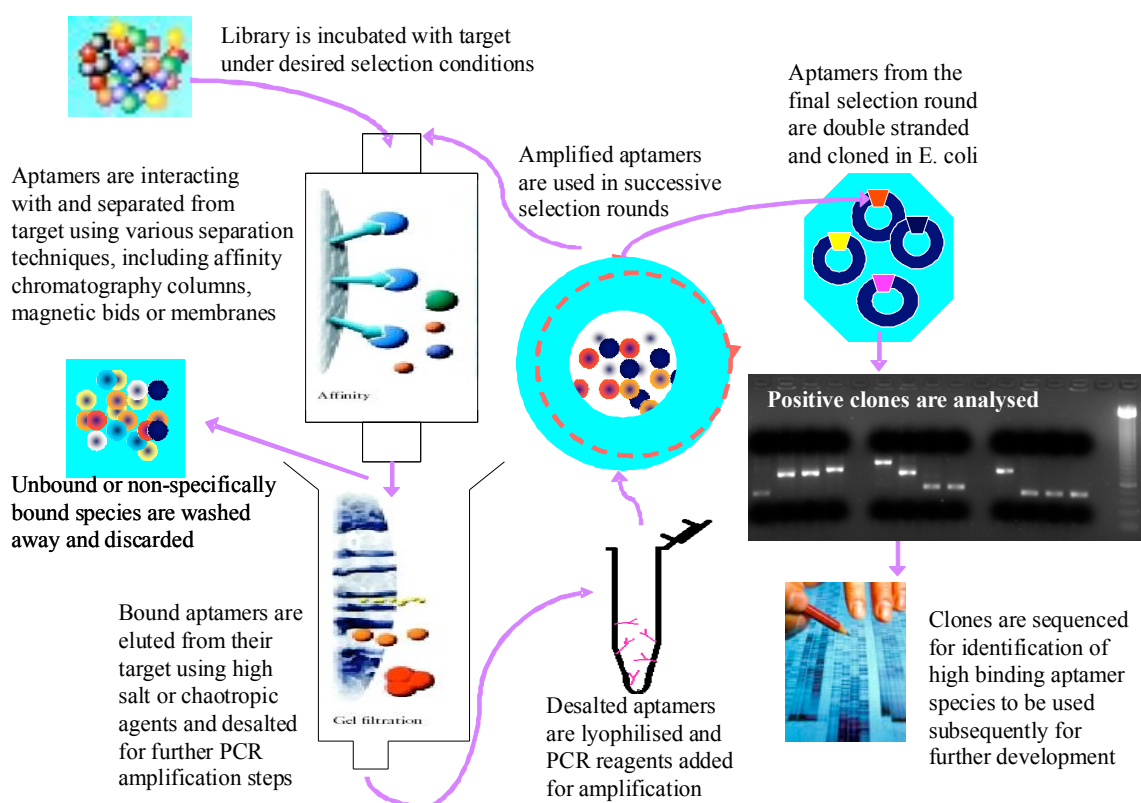 Library is incubated with target
under desired selection conditions
Aptamers from the
final selection round
are double stranded
and cloned in E. coli
Amplified aptamers
are used in successive
selection rounds
Aptamers are interacting
with and separated from
target using various separation
techniques, including affinity
chromatography columns,
magnetic bids or membranes
Affinity
Positive clones are analysed
Unbound or non-specifically
bound species are washed
away and discarded
Bound aptamers are
eluted from their
target using high
salt or chaotropic
agents and desalted
for further PCR
amplification steps
Gel filtration
Desalted aptamers
are lyophilised and
PCR reagents added
for amplification
Clones are sequenced
for identification of
high binding aptamer
species to be used
subsequently for
further development